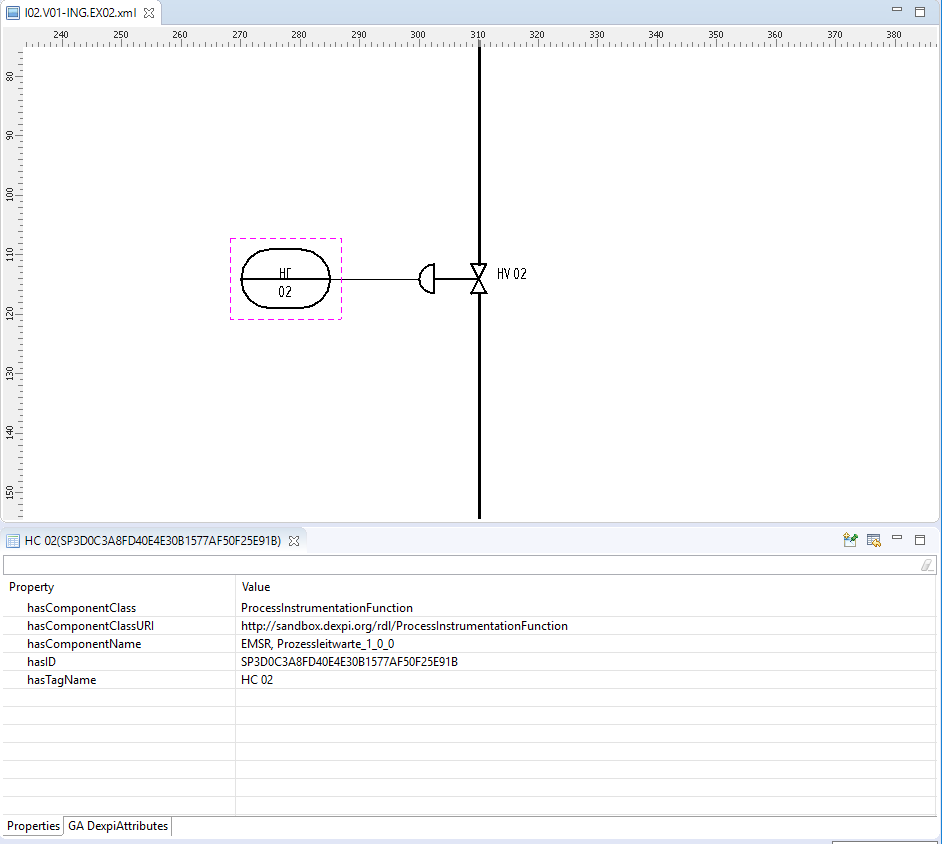 I02.V01-ING.EX02.xml
240 250 260 270 280 290 300 310 320 330 340 350 360 370 380
80
90
100
110
120
130
140
150
02
HV 02
HC 02(SP3D0C3A8FD40E4E30B1577AF50F25E91B)
Property Value
hasComponentClass ProcessInstrumentationFunction
hasComponentClassURI http://sandbox.dexpi.org/rdl/ProcessInstrumentationFunction
hasComponentName EMSR, Prozessleitwarte_1_0_0
hasID SP3D0C3A8FD40E4E30B1577AF50F25E91B
hasTagName HC 02
Properties GA DexpiAttributes